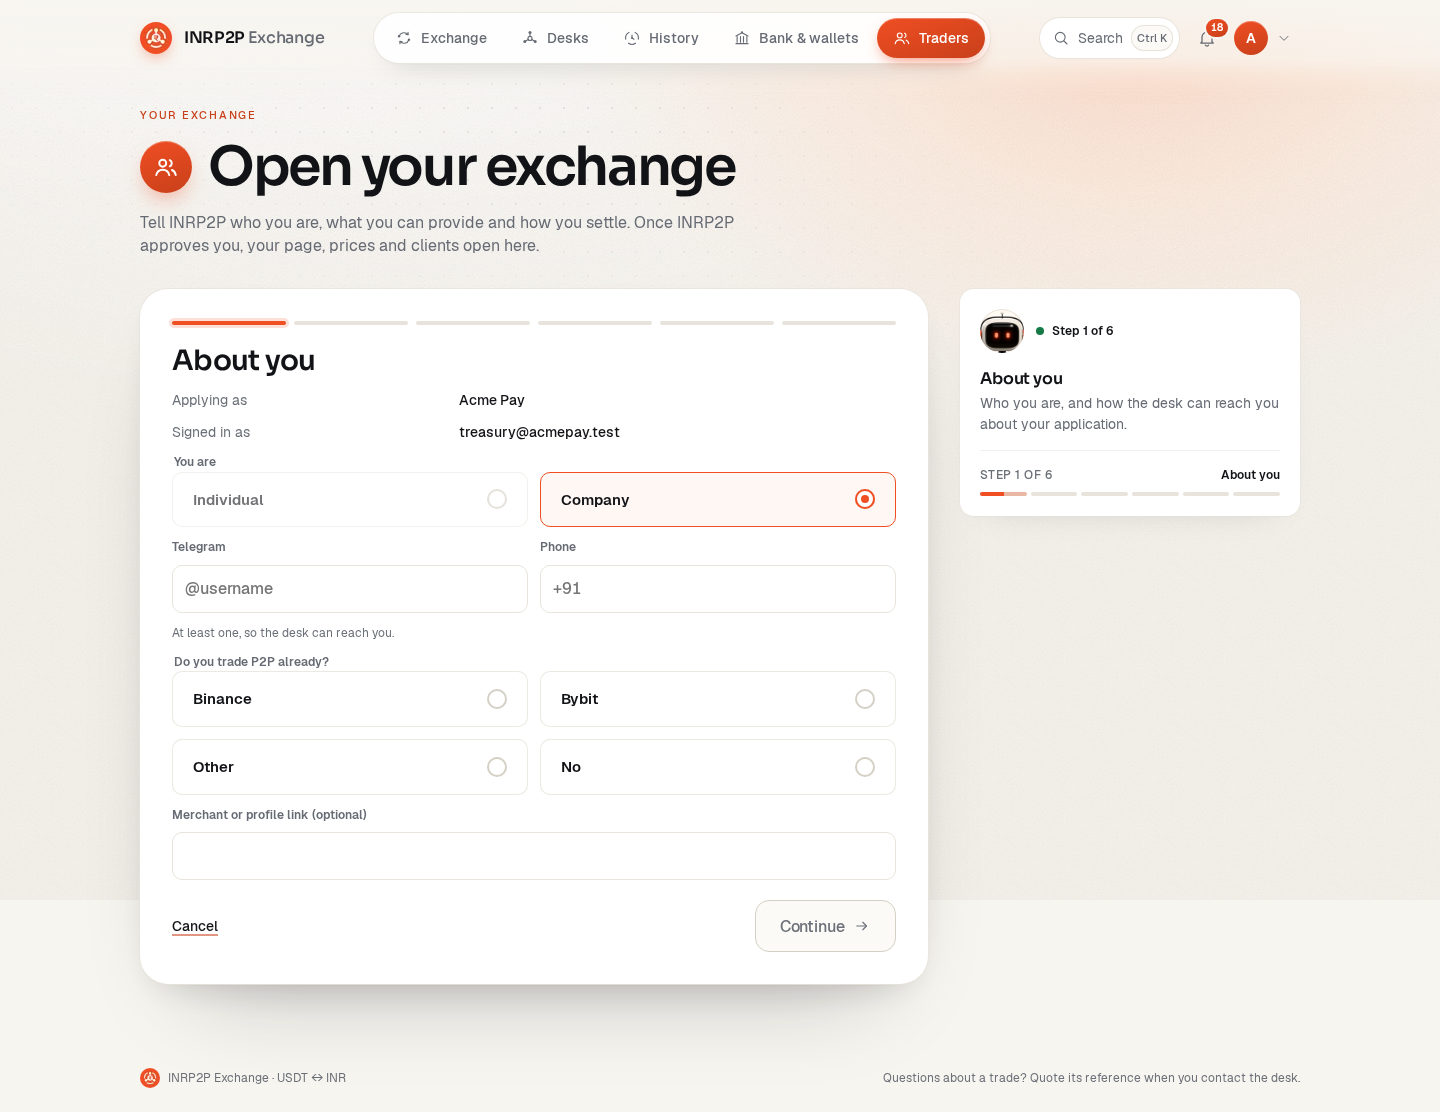 INRP2P Exchange
Exchange
Desks
History
Bank & wallets
Traders
Search
Ctrl K
18
A
YOUR EXCHANGE
Open your exchange
Tell INRP2P who you are, what you can provide and how you settle. Once INRP2P
approves you, your page, prices and clients open here.
About you
Applying as
Acme Pay
Signed in as
treasury@acmepay.test
You are
Individual
Company
Telegram
Phone
@username
+91
At least one, so the desk can reach you.
Do you trade P2P already?
Binance
Bybit
Other
No
Merchant or profile link (optional)
Cancel
Continue →
Step 1 of 6
About you
Who you are, and how the desk can reach you
about your application.
STEP 1 OF 6
About you
INRP2P Exchange · USDT ↔ INR
Questions about a trade? Quote its reference when you contact the desk.